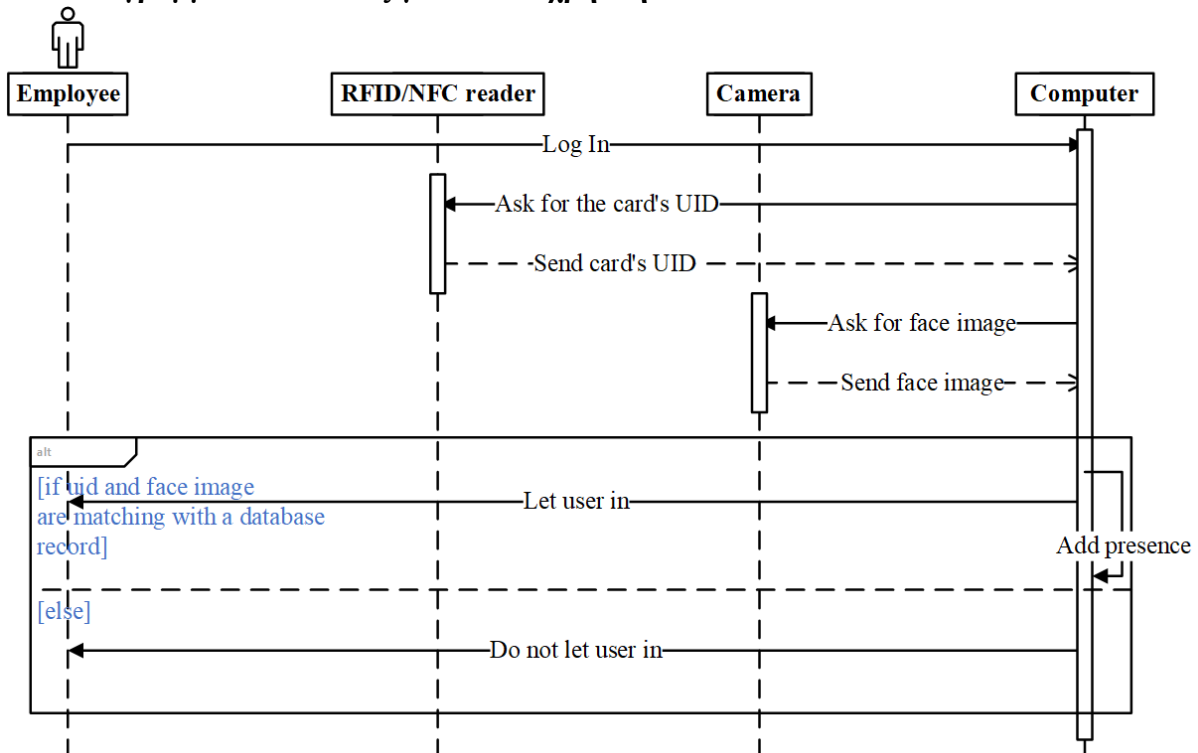 Employee
RFID/NFC reader
Camera
Computer
Log In
Ask for the card's UID
Send card's UID
Ask for face image
Send face image
alt
[if uid and face image
are matching with a database
record]
Let user in
Add presence
[else]
Do not let user in